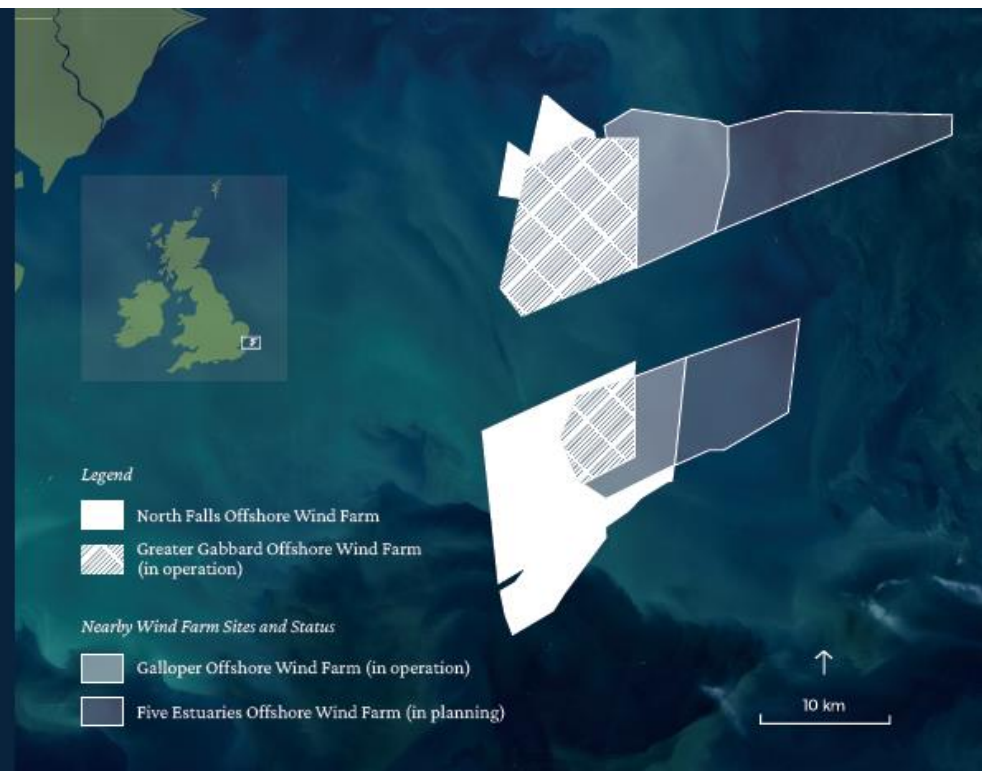 Legend
North Falls Offshore Wind Farm
Greater Gabbard Offshore Wind Farm
(in operation)
Nearby Wind Farm Sites and Status
Galloper Offshore Wind Farm (in operation)
Five Estuaries Offshore Wind Farm (in planning)
10 km